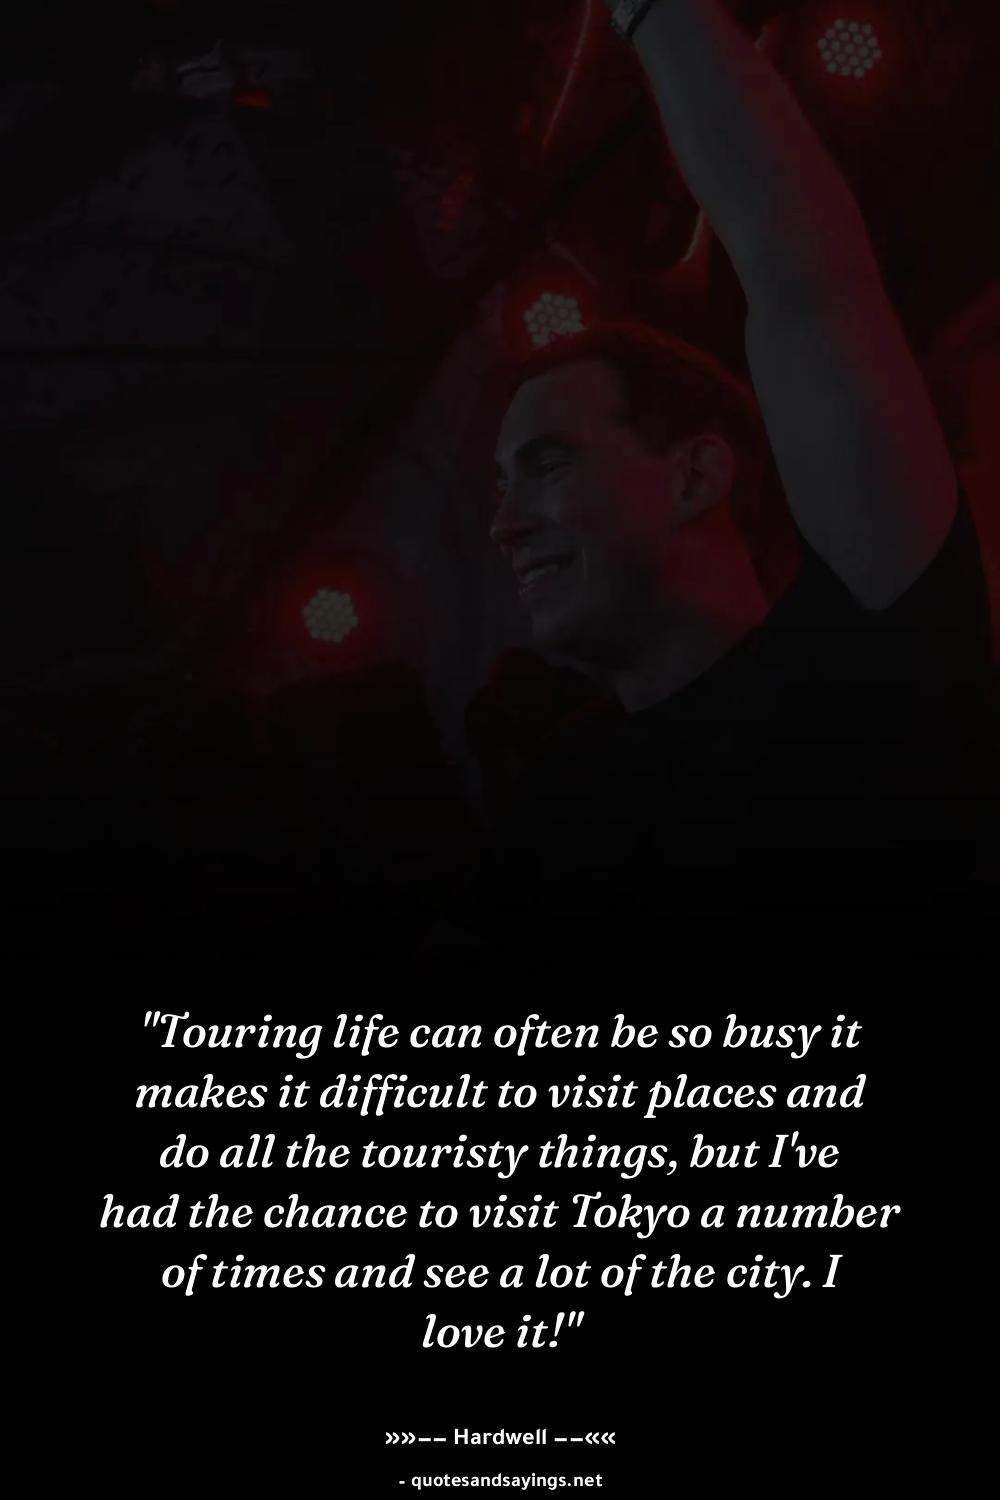 "Touring life can often be so busy it
makes it difficult to visit places and
do all the touristy things, but I've
had the chance to visit Tokyo a number
of times and see a lot of the city. I
love it!"
»»−− Hardwell −−««
- quotesandsayings.net